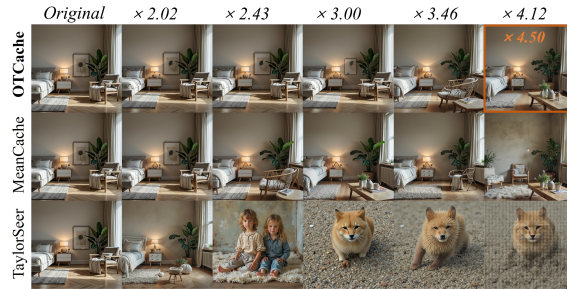 Original × 2.02 × 2.43 × 3.00 × 3.46 × 4.12
OTCache
× 4.50
MeanCache
TaylorSeer